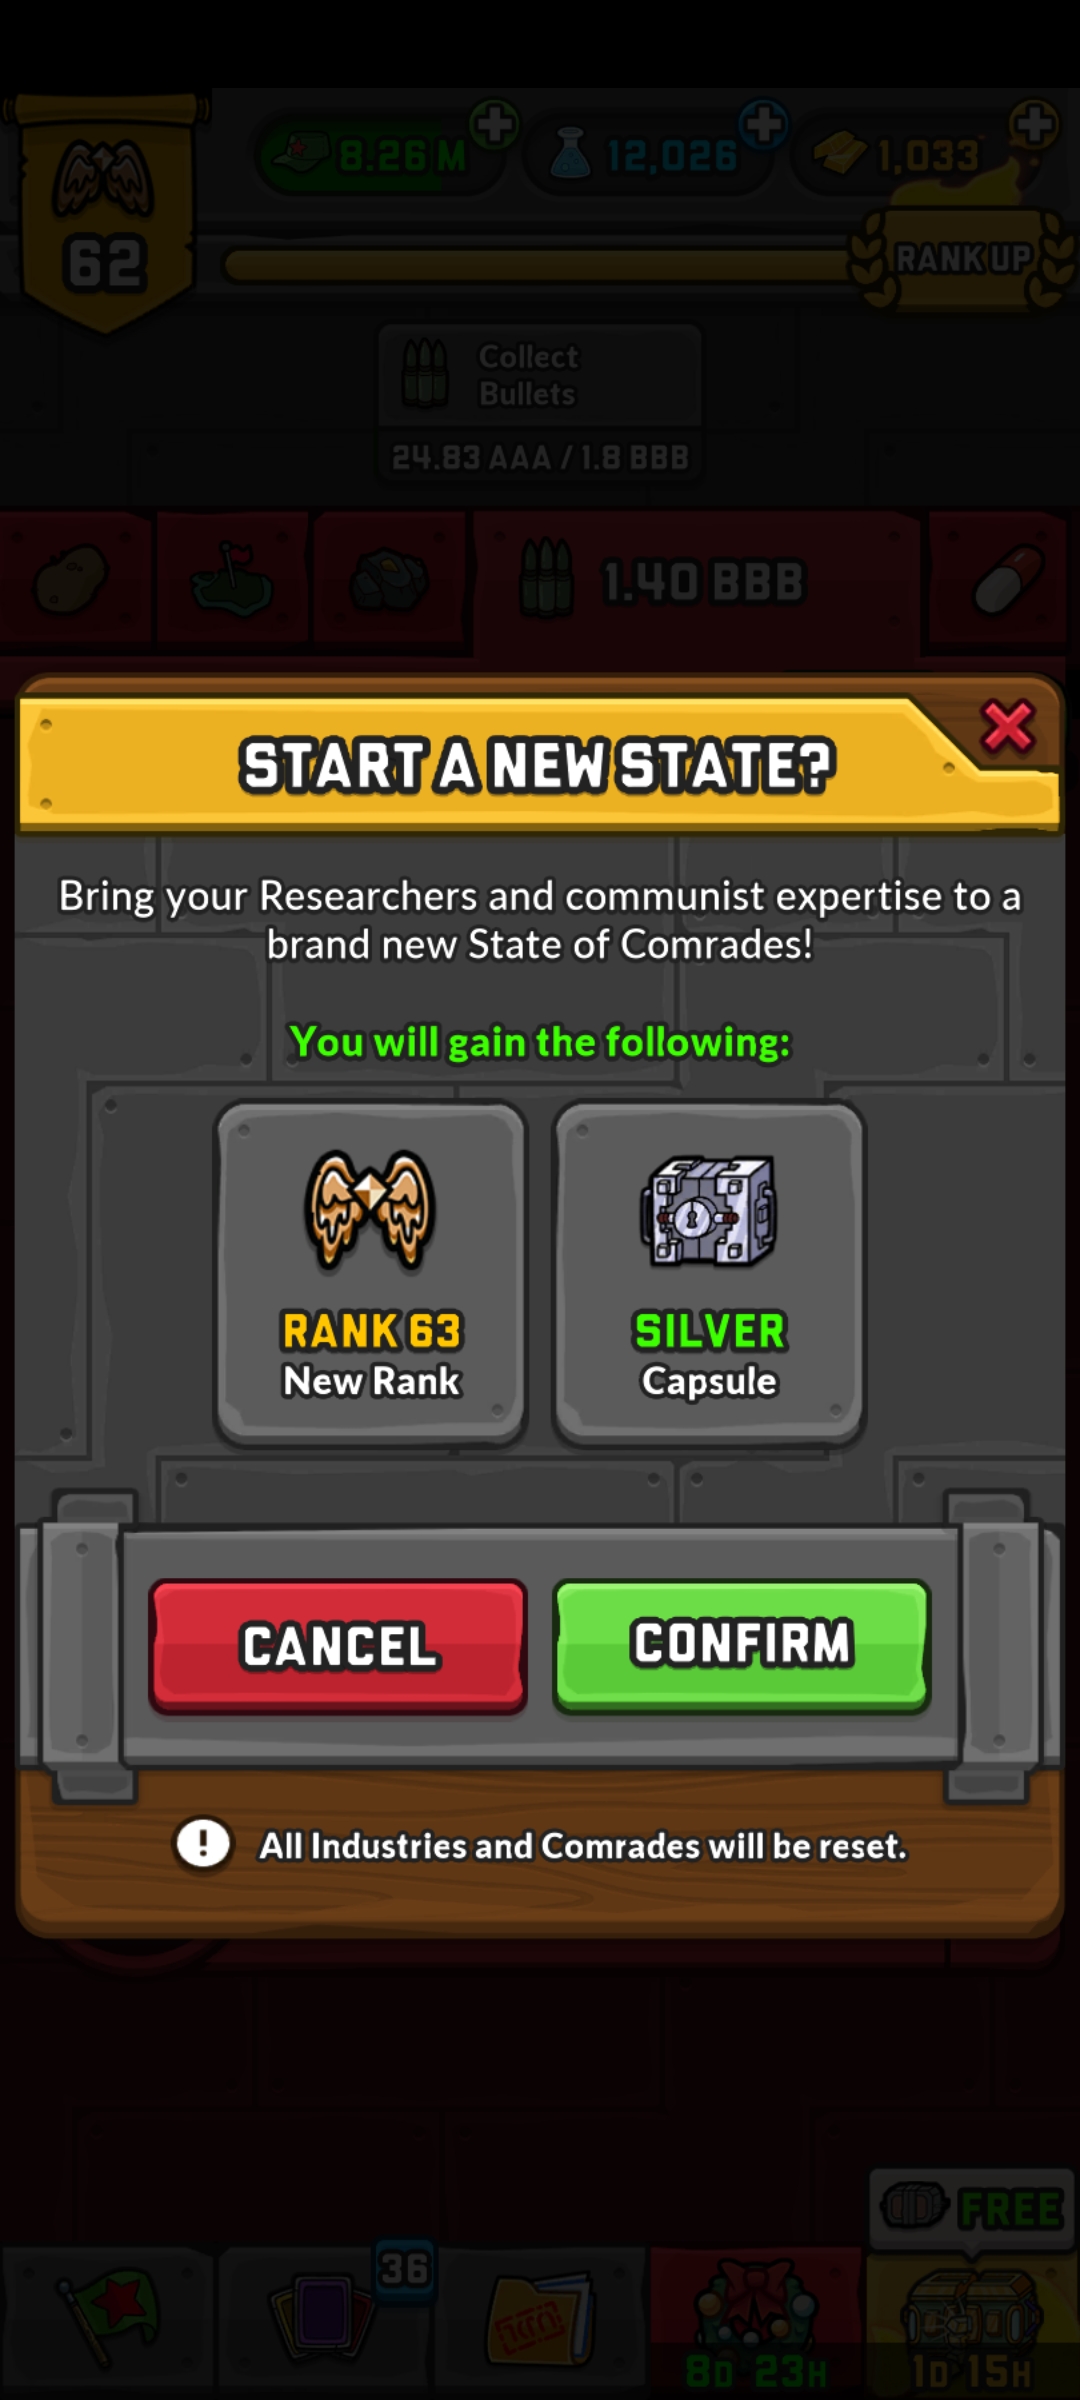 62
8.26 M
12,026
1,033
RANK UP
Collect
Bullets
24.83 AAA / 1.8 BBB
1.40 BBB
START A NEW STATE?
Bring your Researchers and communist expertise to a
brand new State of Comrades!
You will gain the following:
RANK 63
New Rank
SILVER
Capsule
CANCEL
CONFIRM
! All Industries and Comrades will be reset.
FREE
36
8D 23H
1D 15H